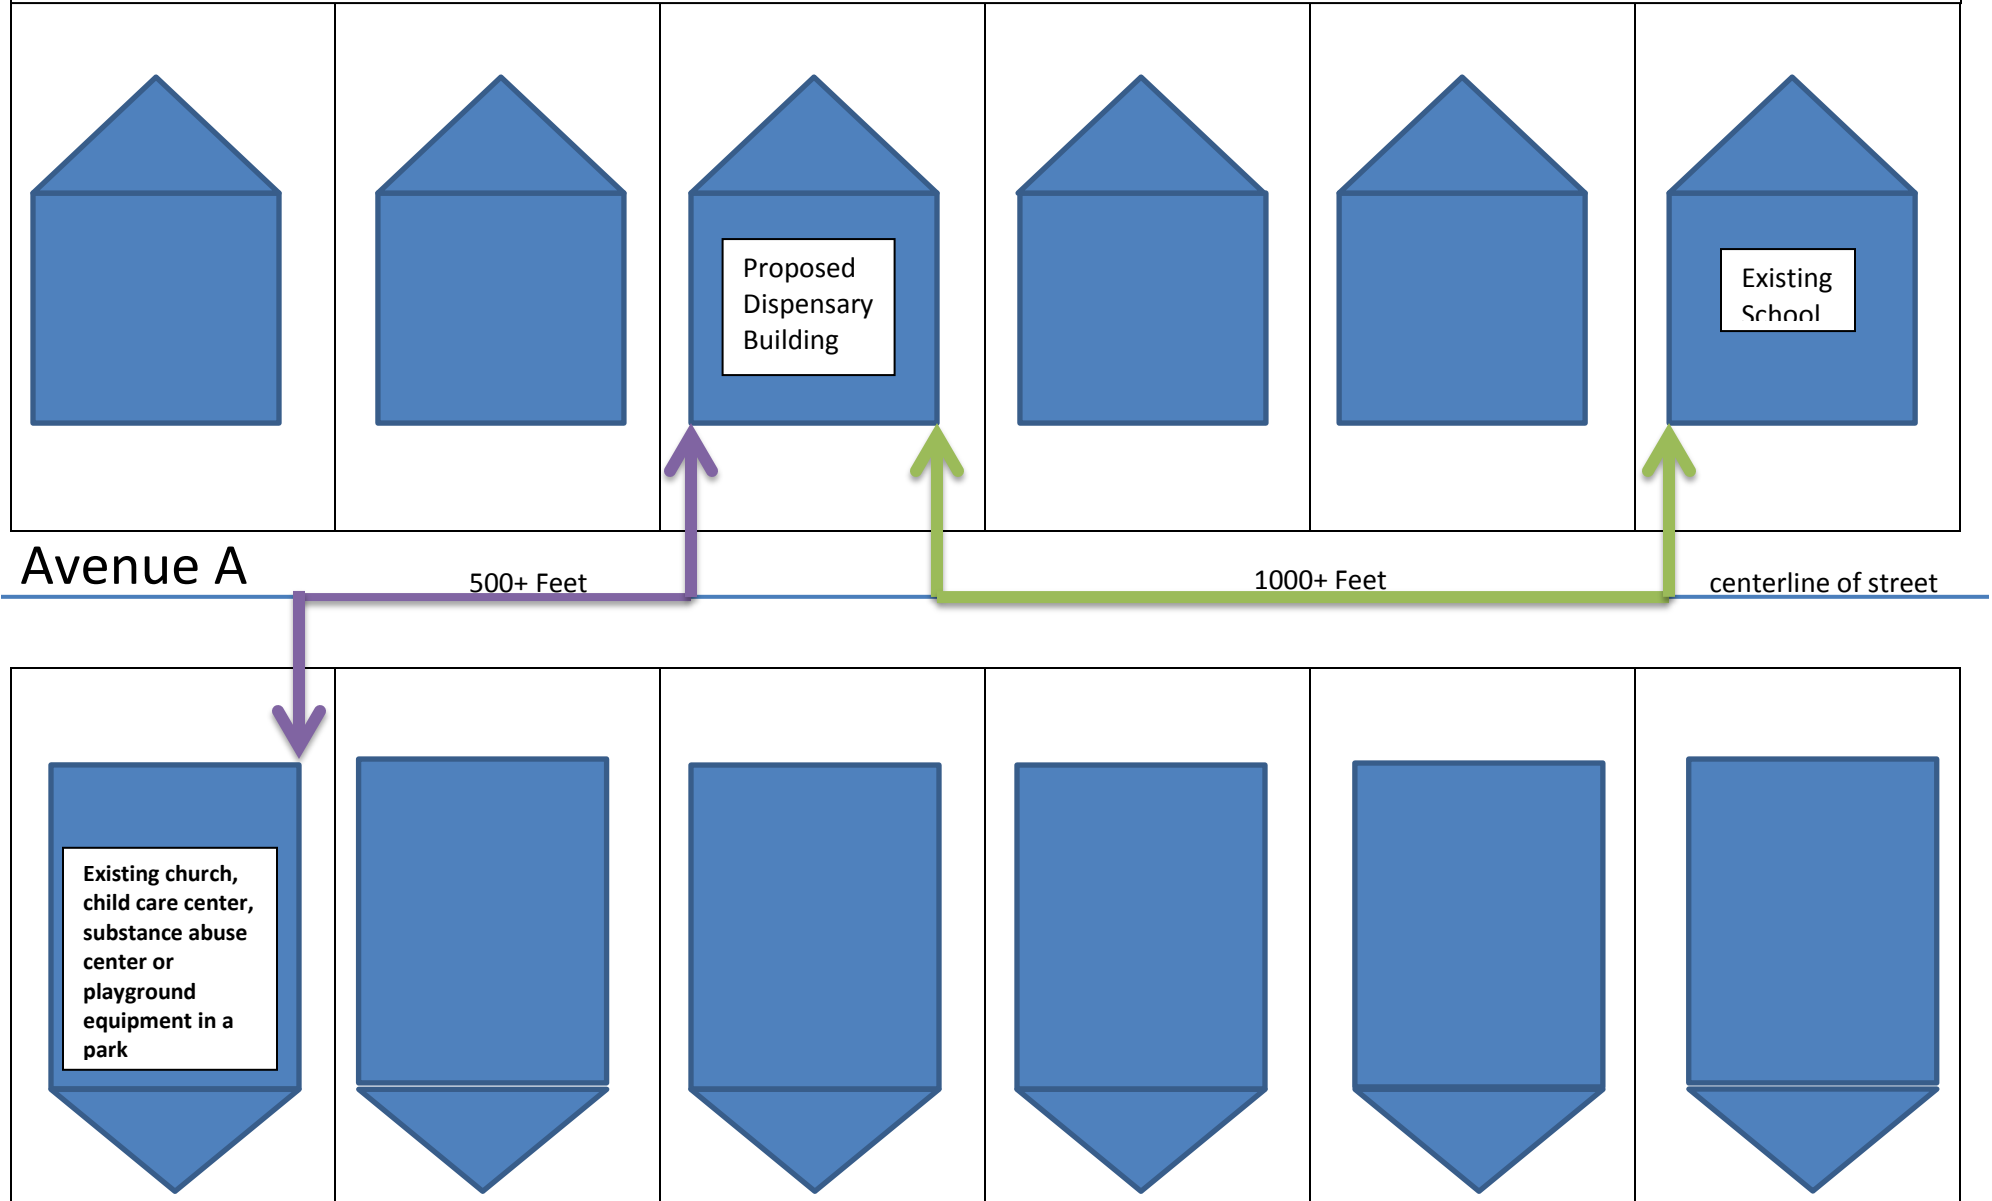 Proposed
Dispensary
Building
Existing
School
Avenue A
500+ Feet
1000+ Feet
centerline of street
Existing church,
child care center,
substance abuse
center or
playground
equipment in a
park